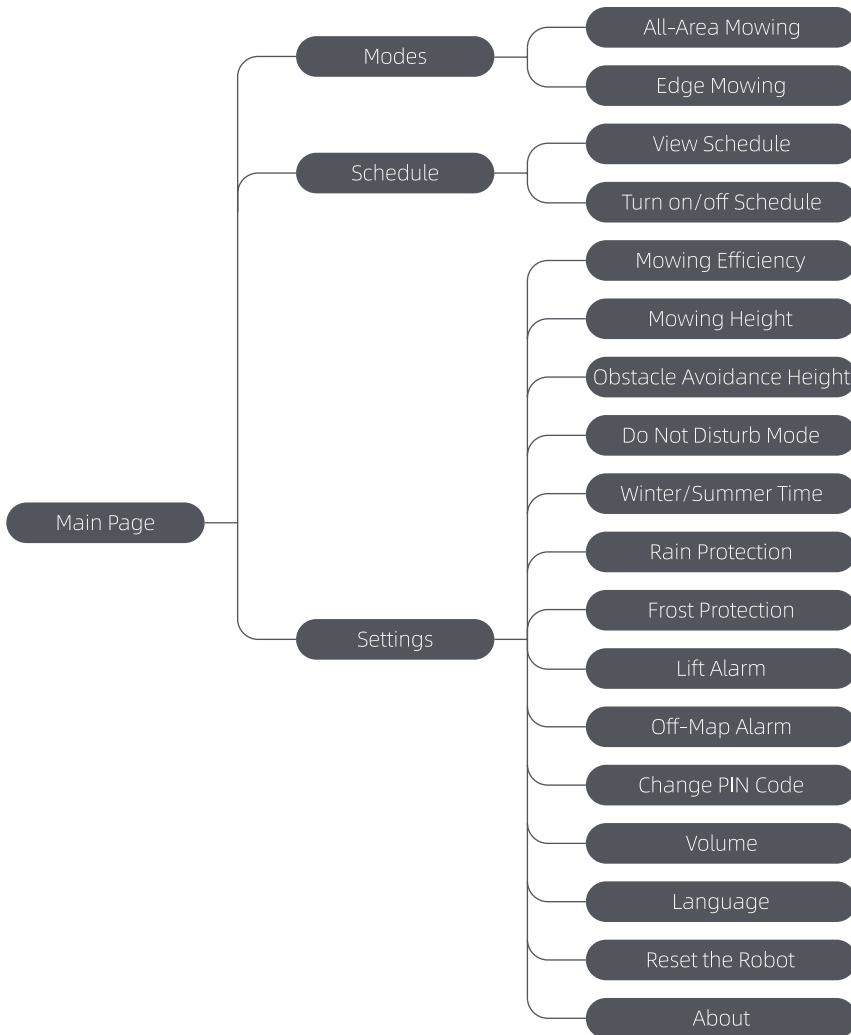 Main Page
Modes
All-Area Mowing
Edge Mowing
Schedule
View Schedule
Turn on/off Schedule
Settings
Mowing Efficiency
Mowing Height
Obstacle Avoidance Height
Do Not Disturb Mode
Winter/Summer Time
Rain Protection
Frost Protection
Lift Alarm
Off-Map Alarm
Change PIN Code
Volume
Language
Reset the Robot
About